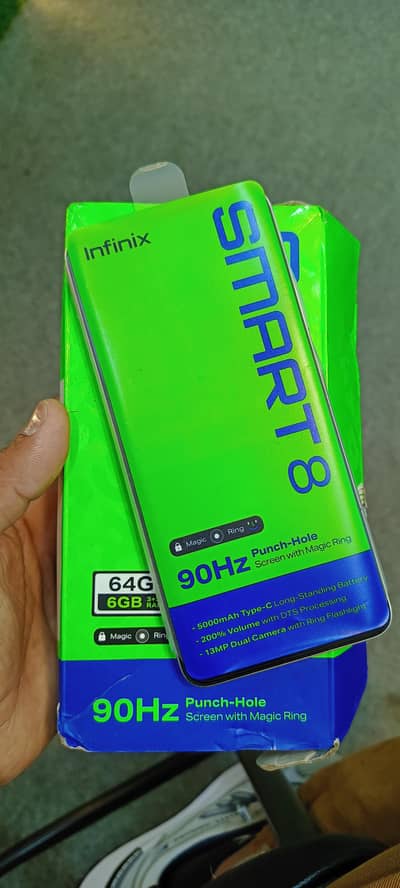 Infinix
SMART 8
Magic Ring
90Hz Punch-Hole
Screen with Magic Ring
- 5000mAh Type-C Long-Standing Battery
- 200% Volume with DTS Processing
- 13MP Dual Camera with Ring Flashlight
64G
6GB
Magic Rin
90Hz Punch-Hole
Screen with Magic Ring